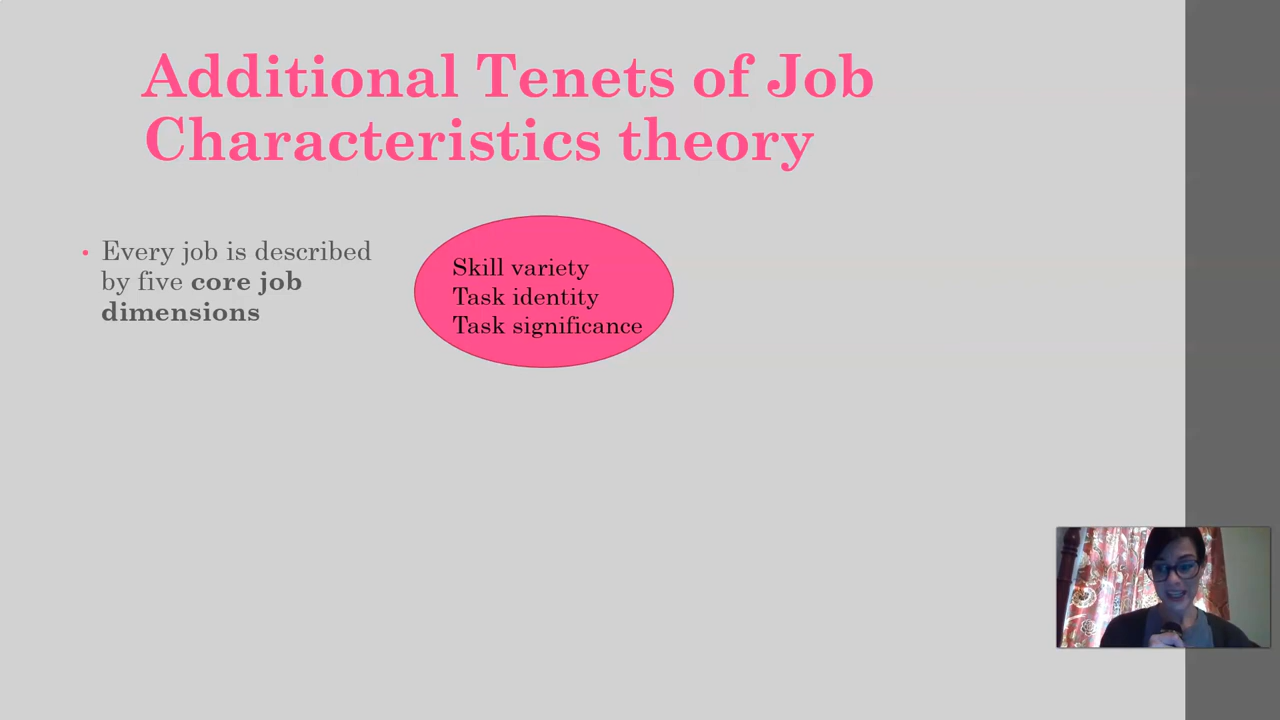 Additional Tenets of Job
Characteristics theory
• Every job is described
by five core job
dimensions
Skill variety
Task identity
Task significance